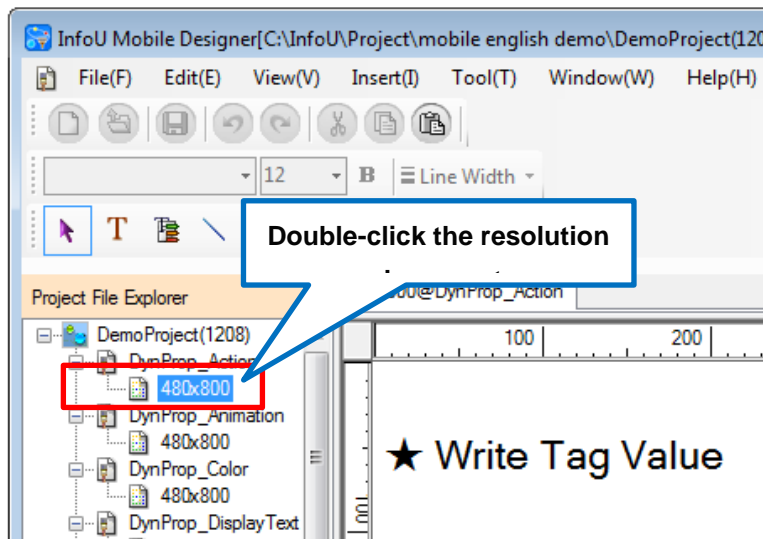 InfoU Mobile Designer[C:\InfoU\Project\mobile english demo\DemoProject(120
File(F) Edit(E) View(V) Insert(I) Tool(T) Window(W) Help(H)
12 B Line Width
T
Double-click the resolution
Project File Explorer
@DynProp_Action
DemoProject(1208)
100 200
DynProp_Action
480x800
DynProp_Animation
480x800
★ Write Tag Value
DynProp_Color
480x800
100
DynProp_DisplayText